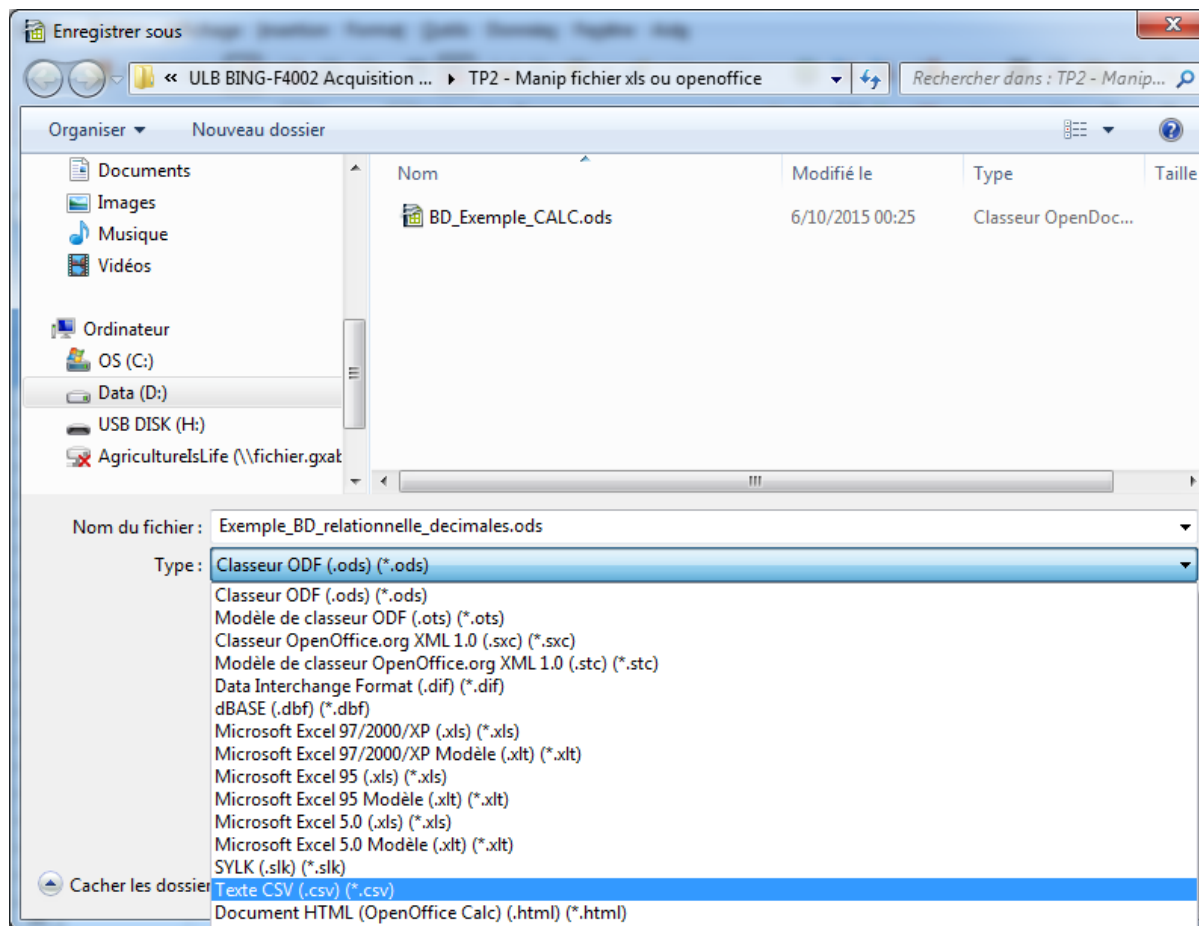 Enregistrer sous
« ULB BING-F4002 Acquisition ... ▸ TP2 - Manip fichier xls ou openoffice
Rechercher dans : TP2 - Manip...
Organiser
Nouveau dossier
Documents
Images
Musique
Vidéos
Ordinateur
OS (C:)
Data (D:)
USB DISK (H:)
AgricultureIsLife (\\fichier.gxab
Nom Modifié le Type Taille
BD_Exemple_CALC.ods 6/10/2015 00:25 Classeur OpenDoc...
Nom du fichier : Exemple_BD_relationnelle_decimales.ods
Type : Classeur ODF (.ods) (*.ods)
Classeur ODF (.ods) (*.ods)
Modèle de classeur ODF (.ots) (*.ots)
Classeur OpenOffice.org XML 1.0 (.sxc) (*.sxc)
Modèle de classeur OpenOffice.org XML 1.0 (.stc) (*.stc)
Data Interchange Format (.dif) (*.dif)
dBASE (.dbf) (*.dbf)
Microsoft Excel 97/2000/XP (.xls) (*.xls)
Microsoft Excel 97/2000/XP Modèle (.xlt) (*.xlt)
Microsoft Excel 95 (.xls) (*.xls)
Microsoft Excel 95 Modèle (.xlt) (*.xlt)
Microsoft Excel 5.0 (.xls) (*.xls)
Microsoft Excel 5.0 Modèle (.xlt) (*.xlt)
SYLK (.slk) (*.slk)
Texte CSV (.csv) (*.csv)
Document HTML (OpenOffice Calc) (.html) (*.html)
Cacher les dossier